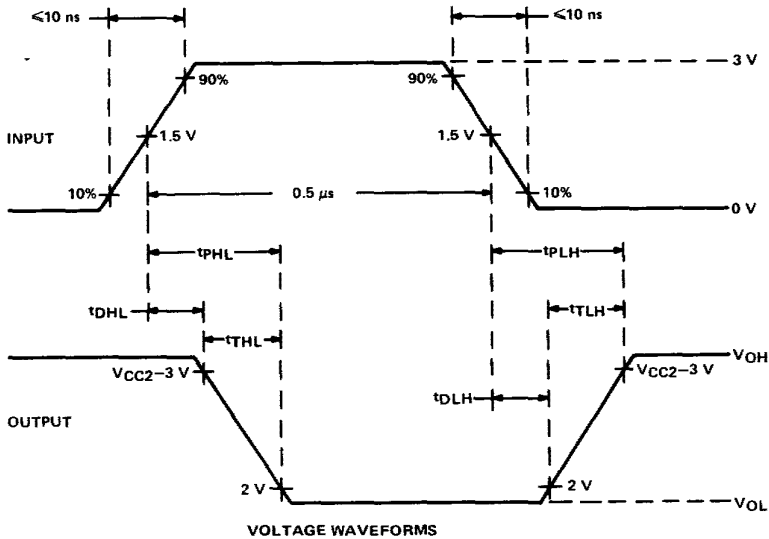 ≤10 ns
≤10 ns
3 V
90%
90%
INPUT
1.5 V
1.5 V
10%
0.5 µs
10%
0 V
tPHL
tPLH
tDHL
tTLH
tTHL
VOH
VCC2–3 V
VCC2–3 V
tDLH
OUTPUT
2 V
2 V
VOL
VOLTAGE WAVEFORMS